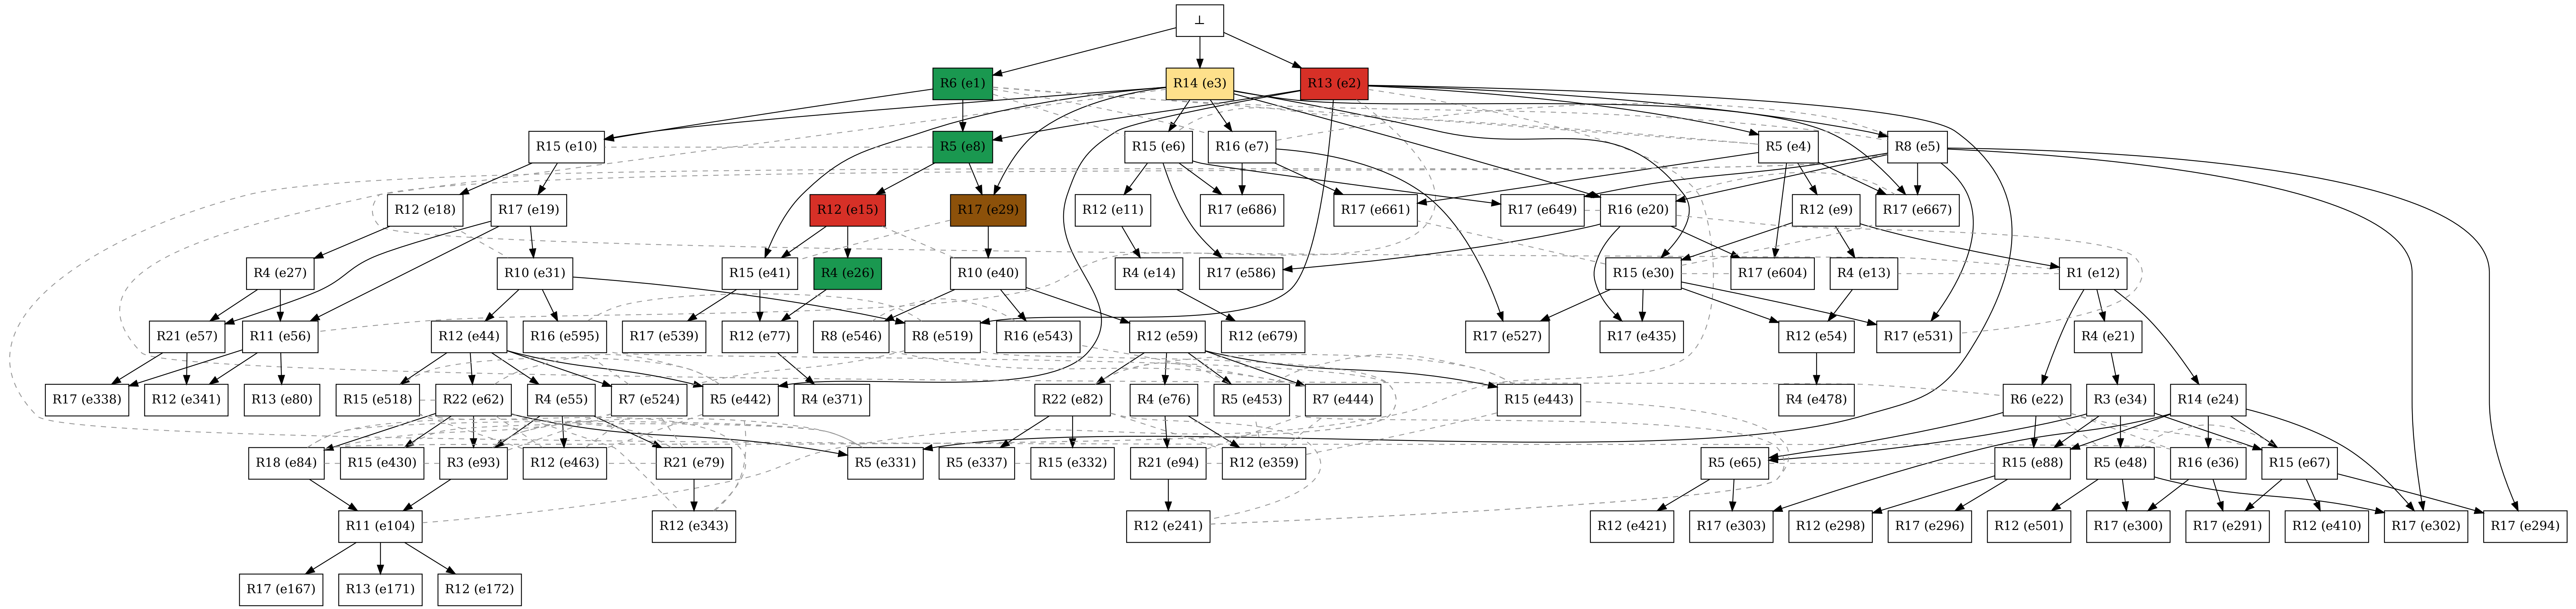 ⊥
R6 (e1) R14 (e3) R13 (e2)
R15 (e10) R5 (e8) R15 (e6) R16 (e7) R5 (e4) R8 (e5)
R12 (e18) R17 (e19) R12 (e15) R17 (e29) R12 (e11) R17 (e686) R17 (e661) R17 (e649) R16 (e20) R12 (e9) R17 (e667)
R4 (e27) R10 (e31) R15 (e41) R4 (e26) R10 (e40) R4 (e14) R17 (e586) R15 (e30) R17 (e604) R4 (e13) R1 (e12)
R21 (e57) R11 (e56) R12 (e44) R16 (e595) R17 (e539) R12 (e77) R8 (e546) R8 (e519) R16 (e543) R12 (e59) R12 (e679) R17 (e527) R17 (e435) R12 (e54) R17 (e531) R4 (e21)
R17 (e338) R12 (e341) R13 (e80) R15 (e518) R22 (e62) R4 (e55) R7 (e524) R5 (e442) R4 (e371) R22 (e82) R4 (e76) R5 (e453) R7 (e444) R15 (e443) R4 (e478) R6 (e22) R3 (e34) R14 (e24)
R18 (e84) R15 (e430) R3 (e93) R12 (e463) R21 (e79) R5 (e331) R5 (e337) R15 (e332) R21 (e94) R12 (e359) R5 (e65) R15 (e88) R5 (e48) R16 (e36) R15 (e67)
R11 (e104) R12 (e343) R12 (e241) R12 (e421) R17 (e303) R12 (e298) R17 (e296) R12 (e501) R17 (e300) R17 (e291) R12 (e410) R17 (e302) R17 (e294)
R17 (e167) R13 (e171) R12 (e172)